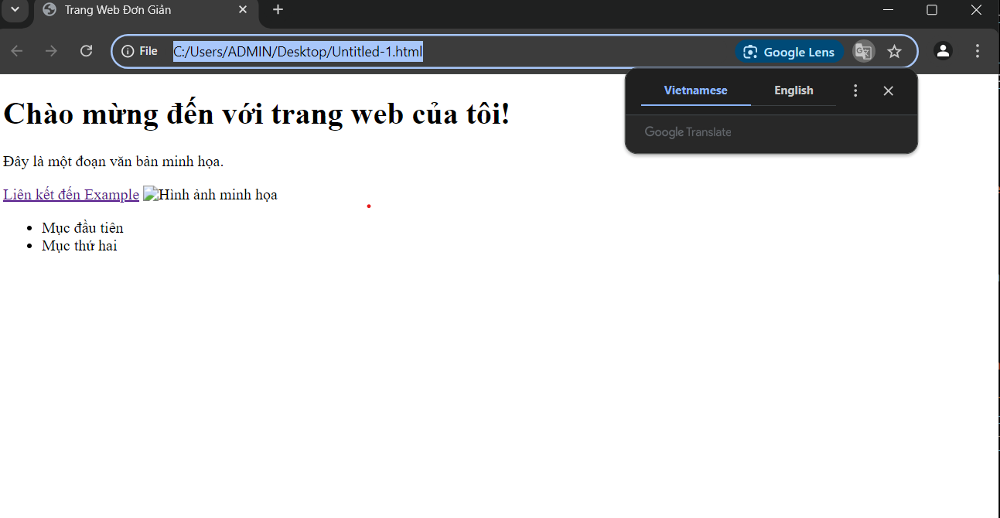 Trang Web Đơn Giản
File C:/Users/ADMIN/Desktop/Untitled-1.html Google Lens
Vietnamese English
Google Translate
Chào mừng đến với trang web của tôi!
Đây là một đoạn văn bản minh họa.
Liên kết đến Example Hình ảnh minh họa
Mục đầu tiên
Mục thứ hai